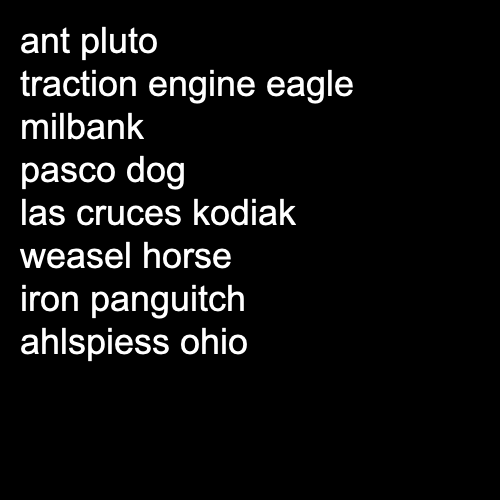 ant pluto
traction engine eagle
milbank
pasco dog
las cruces kodiak
weasel horse
iron panguitch
ahlspiess ohio